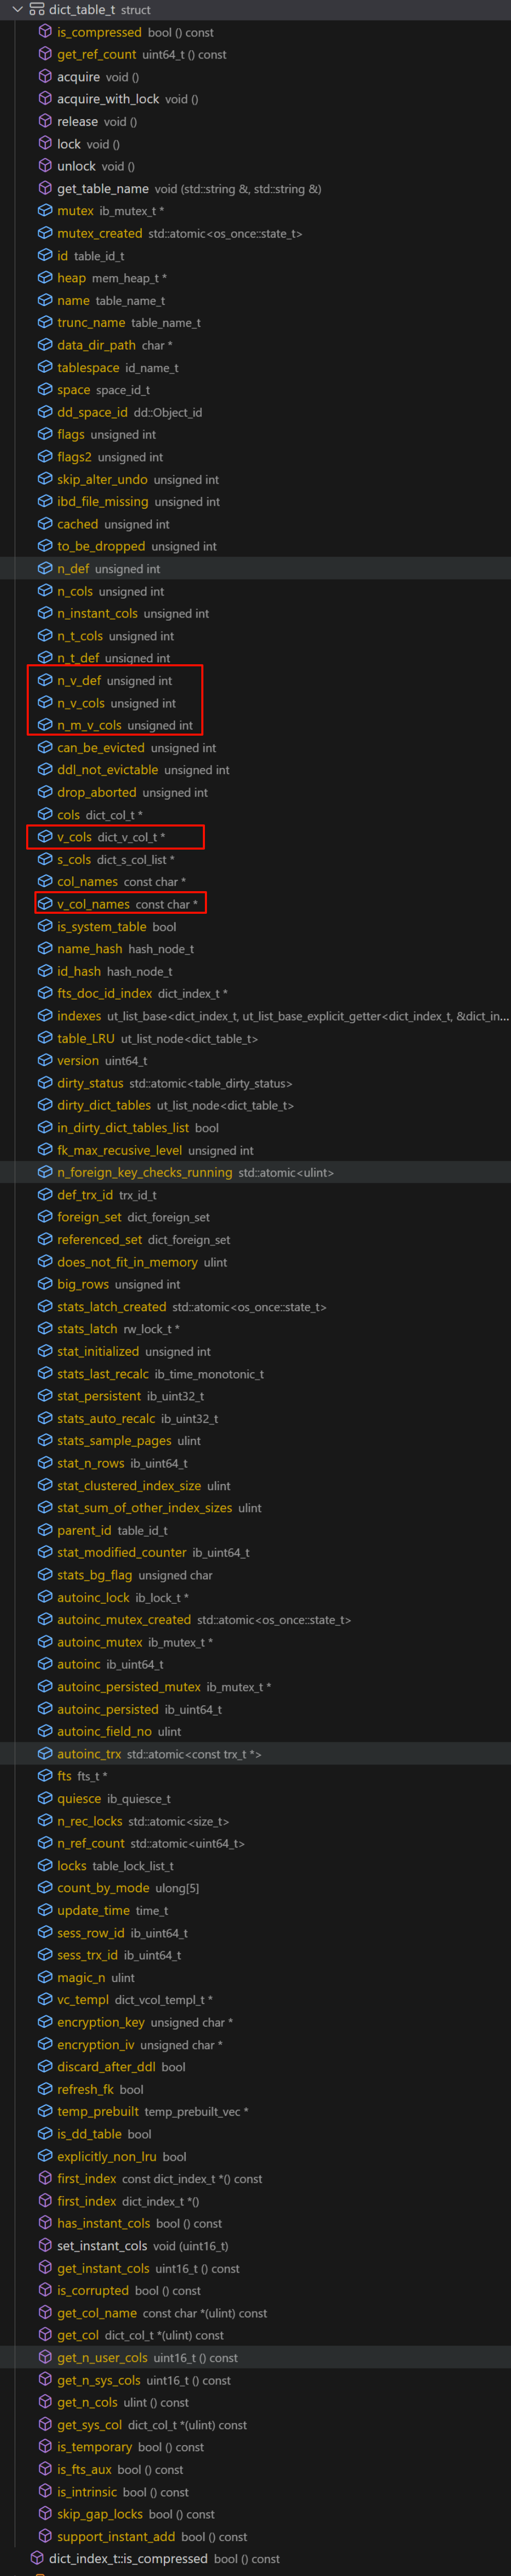 dict_table_t struct
is_compressed bool () const
get_ref_count uint64_t () const
acquire void ()
acquire_with_lock void ()
release void ()
lock void ()
unlock void ()
get_table_name void (std::string &, std::string &)
mutex ib_mutex_t *
mutex_created std::atomic<os_once::state_t>
id table_id_t
heap mem_heap_t *
name table_name_t
trunc_name table_name_t
data_dir_path char *
tablespace id_name_t
space space_id_t
dd_space_id dd::Object_id
flags unsigned int
flags2 unsigned int
skip_alter_undo unsigned int
ibd_file_missing unsigned int
cached unsigned int
to_be_dropped unsigned int
n_def unsigned int
n_cols unsigned int
n_instant_cols unsigned int
n_t_cols unsigned int
n_t_def unsigned int
n_v_def unsigned int
n_v_cols unsigned int
n_m_v_cols unsigned int
can_be_evicted unsigned int
ddl_not_evictable unsigned int
drop_aborted unsigned int
cols dict_col_t *
v_cols dict_v_col_t *
s_cols dict_s_col_list *
col_names const char *
v_col_names const char *
is_system_table bool
name_hash hash_node_t
id_hash hash_node_t
fts_doc_id_index dict_index_t *
indexes ut_list_base<dict_index_t, ut_list_base_explicit_getter<dict_index_t, &dict_in...
table_LRU ut_list_node<dict_table_t>
version uint64_t
dirty_status std::atomic<table_dirty_status>
dirty_dict_tables ut_list_node<dict_table_t>
in_dirty_dict_tables_list bool
fk_max_recusive_level unsigned int
n_foreign_key_checks_running std::atomic<ulint>
def_trx_id trx_id_t
foreign_set dict_foreign_set
referenced_set dict_foreign_set
does_not_fit_in_memory ulint
big_rows unsigned int
stats_latch_created std::atomic<os_once::state_t>
stats_latch rw_lock_t *
stat_initialized unsigned int
stats_last_recalc ib_time_monotonic_t
stat_persistent ib_uint32_t
stats_auto_recalc ib_uint32_t
stats_sample_pages ulint
stat_n_rows ib_uint64_t
stat_clustered_index_size ulint
stat_sum_of_other_index_sizes ulint
parent_id table_id_t
stat_modified_counter ib_uint64_t
stats_bg_flag unsigned char
autoinc_lock ib_lock_t *
autoinc_mutex_created std::atomic<os_once::state_t>
autoinc_mutex ib_mutex_t *
autoinc ib_uint64_t
autoinc_persisted_mutex ib_mutex_t *
autoinc_persisted ib_uint64_t
autoinc_field_no ulint
autoinc_trx std::atomic<const trx_t *>
fts fts_t *
quiesce ib_quiesce_t
n_rec_locks std::atomic<size_t>
n_ref_count std::atomic<uint64_t>
locks table_lock_list_t
count_by_mode ulong[5]
update_time time_t
sess_row_id ib_uint64_t
sess_trx_id ib_uint64_t
magic_n ulint
vc_templ dict_vcol_templ_t *
encryption_key unsigned char *
encryption_iv unsigned char *
discard_after_ddl bool
refresh_fk bool
temp_prebuilt temp_prebuilt_vec *
is_dd_table bool
explicitly_non_lru bool
first_index const dict_index_t *() const
first_index dict_index_t *()
has_instant_cols bool () const
set_instant_cols void (uint16_t)
get_instant_cols uint16_t () const
is_corrupted bool () const
get_col_name const char *(ulint) const
get_col dict_col_t *(ulint) const
get_n_user_cols uint16_t () const
get_n_sys_cols uint16_t () const
get_n_cols ulint () const
get_sys_col dict_col_t *(ulint) const
is_temporary bool () const
is_fts_aux bool () const
is_intrinsic bool () const
skip_gap_locks bool () const
support_instant_add bool () const
dict_index_t::is_compressed bool () const